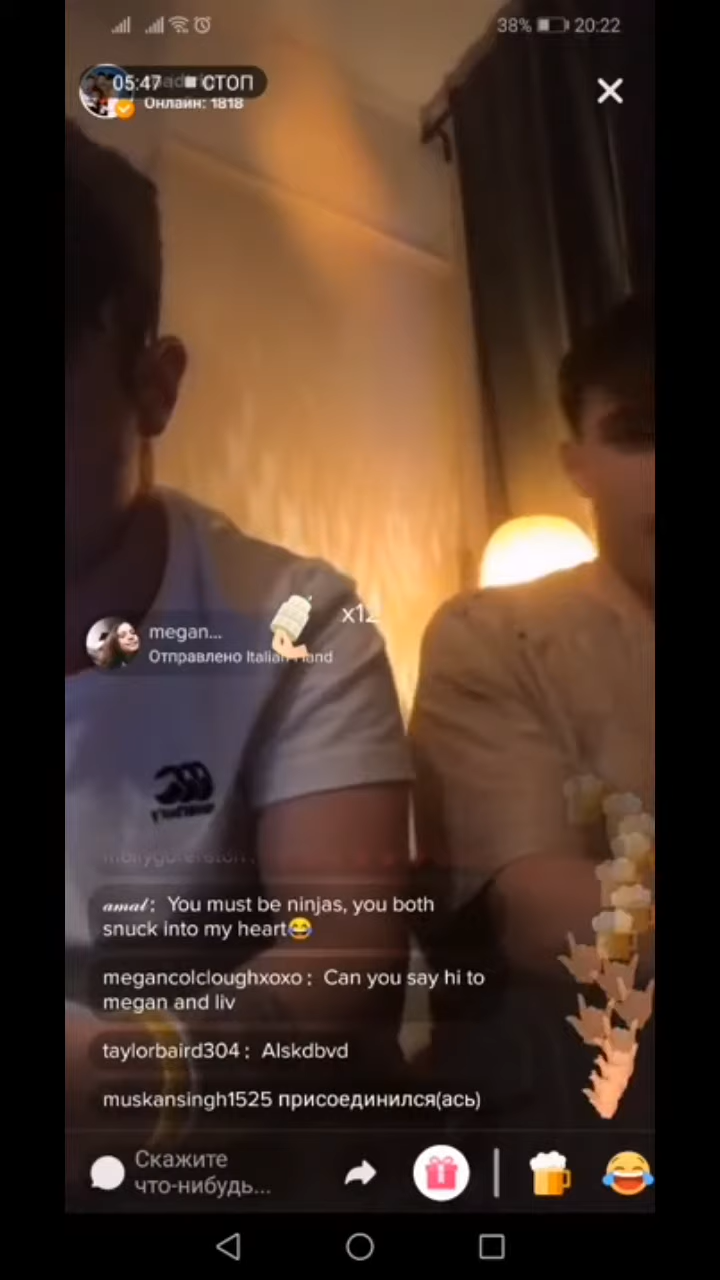 38% 20:22
05:47 СТОП
Онлайн: 1818
megan...
x12
Отправлено Italian Hand
amal: You must be ninjas, you both
snuck into my heart😂
megancolcloughxoxo: Can you say hi to
megan and liv
taylorbaird304: Alskdbvd
muskansingh1525 присоединился(ась)
Скажите
что-нибудь...